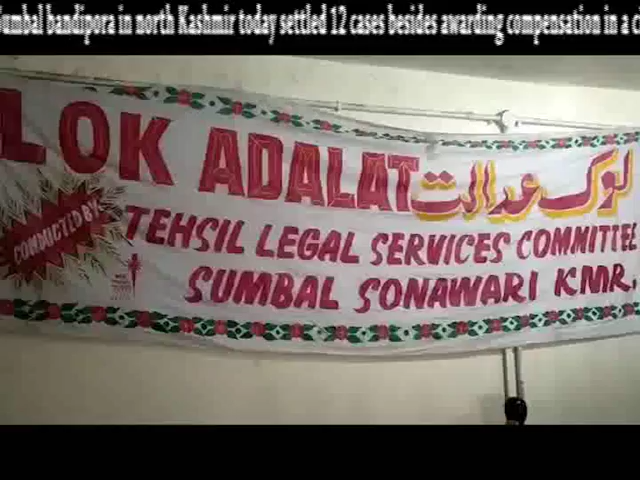 Sumbal bandipora in north Kashmir today settled 12 cases besides awarding compensation in a
LOK ADALAT لوک عدالت
CONDUCTED BY
TEHSIL LEGAL SERVICES COMMITTEE
SUMBAL SONAWARI KMR.